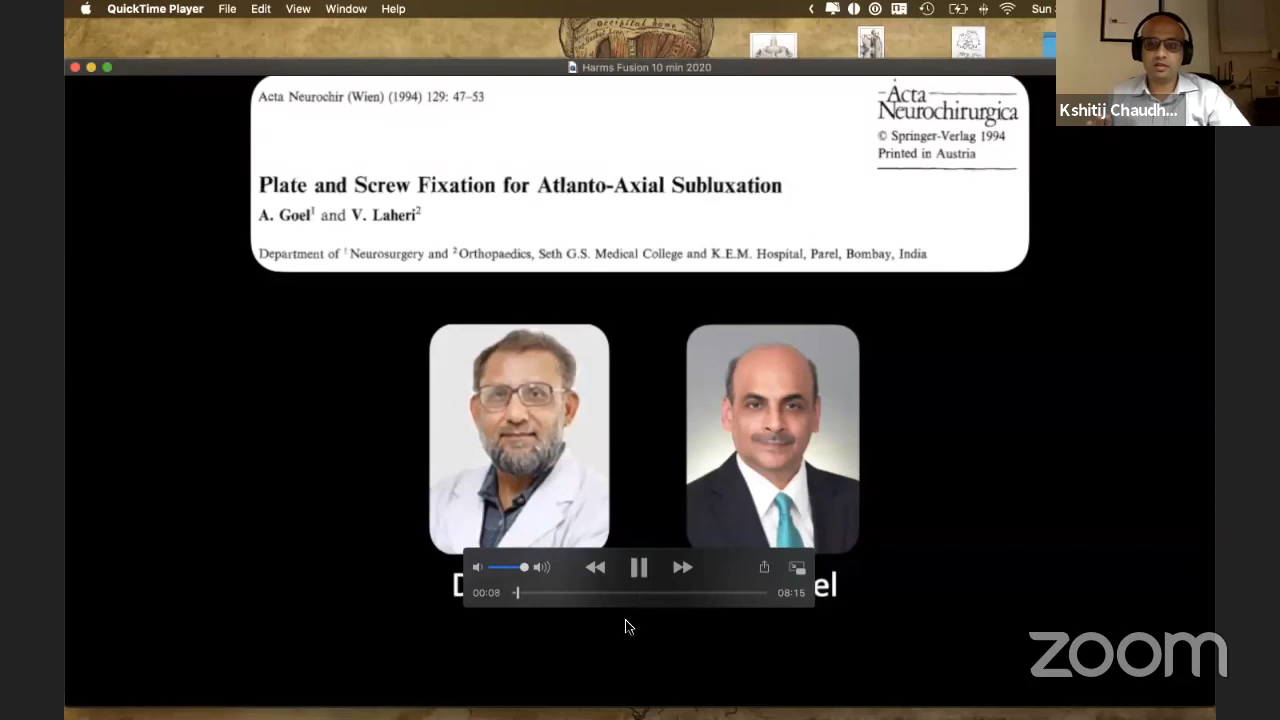 QuickTime Player File Edit View Window Help
Sun
occipital bone
Harms Fusion 10 min 2020
Kshitij Chaudh...
Acta Neurochir (Wien) (1994) 129: 47–53
Acta
Neurochirurgica
© Springer-Verlag 1994
Printed in Austria
Plate and Screw Fixation for Atlanto-Axial Subluxation
A. Goel¹ and V. Laheri²
Department of ¹Neurosurgery and ²Orthopaedics, Seth G.S. Medical College and K.E.M. Hospital, Parel, Bombay, India
D
el
00:08
08:15
zoom